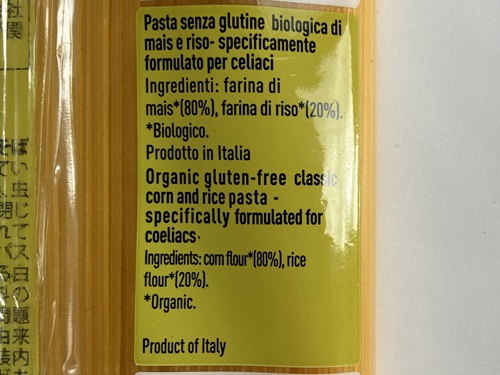 Pasta senza glutine biologica di
mais e riso- specificamente
formulato per celiaci
Ingredienti: farina di
mais*(80%), farina di riso*(20%).
*Biologico.
Prodotto in Italia
Organic gluten-free classic
corn and rice pasta -
specifically formulated for
coeliacs
Ingredients: corn flour*(80%), rice
flour*(20%).
*Organic.
Product of Italy